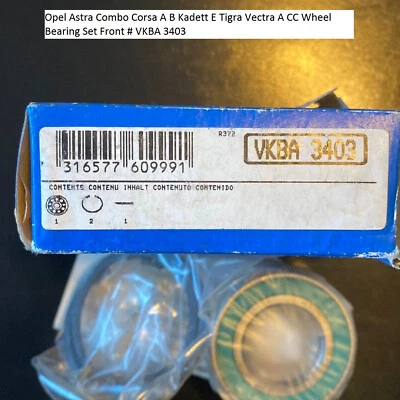 Opel Astra Combo Corsa A B Kadett E Tigra Vectra A CC Wheel
Bearing Set Front # VKBA 3403
R372
VKBA 3403
316577 609991
CONTENTS CONTENU INHALT CONTENUTO CONTENIDO
1 2 1